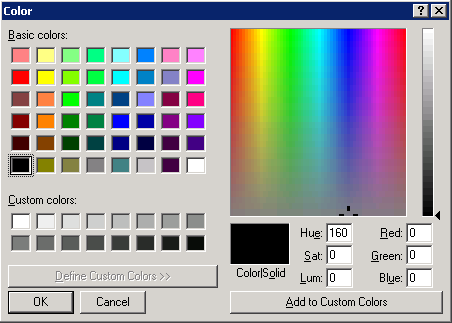 Color
Basic colors:
Custom colors:
Define Custom Colors >>
OK
Cancel
Color|Solid
Hue: 160
Sat: 0
Lum: 0
Red: 0
Green: 0
Blue: 0
Add to Custom Colors